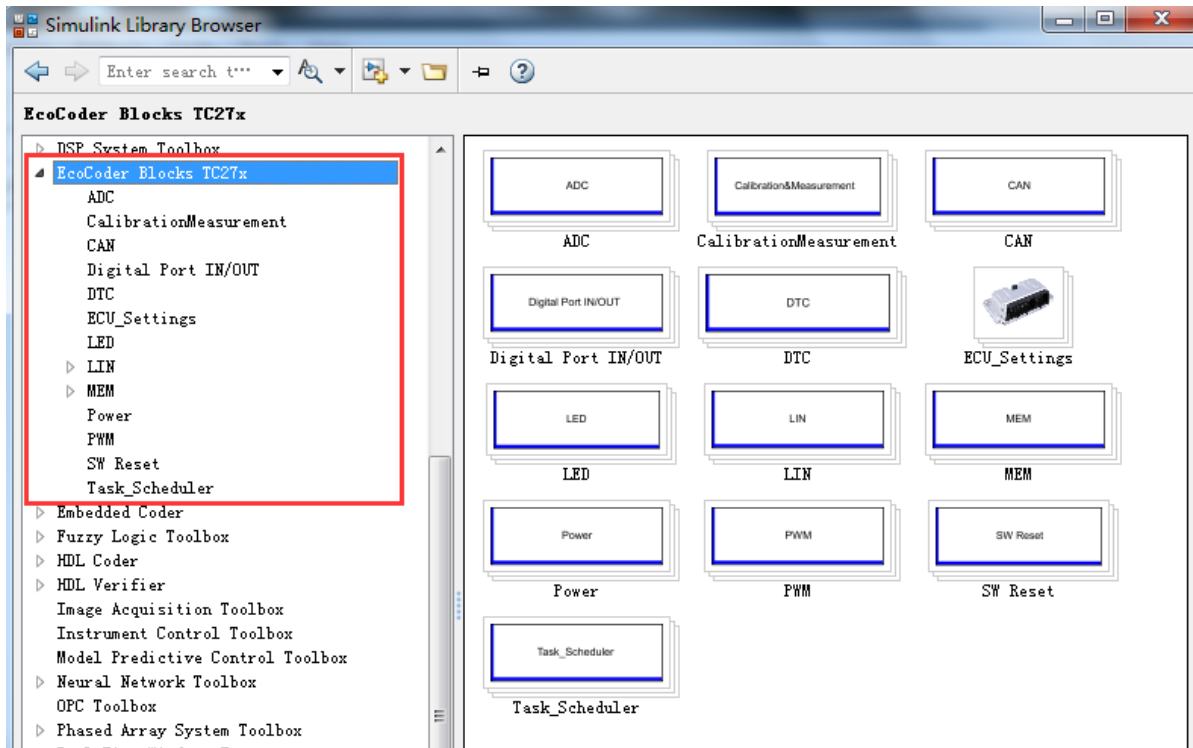 Simulink Library Browser
Enter search t···
EcoCoder Blocks TC27x
DSP System Toolbox
EcoCoder Blocks TC27x
ADC
CalibrationMeasurement
CAN
Digital Port IN/OUT
DTC
ECU_Settings
LED
LIN
MEM
Power
PWM
SW Reset
Task_Scheduler
Embedded Coder
Fuzzy Logic Toolbox
HDL Coder
HDL Verifier
Image Acquisition Toolbox
Instrument Control Toolbox
Model Predictive Control Toolbox
Neural Network Toolbox
OPC Toolbox
Phased Array System Toolbox
ADC Calibration&Measurement CAN
ADC CalibrationMeasurement CAN
Digital Port IN/OUT DTC
Digital Port IN/OUT DTC ECU_Settings
LED LIN MEM
LED LIN MEM
Power PWM SW Reset
Power PWM SW Reset
Task_Scheduler
Task_Scheduler